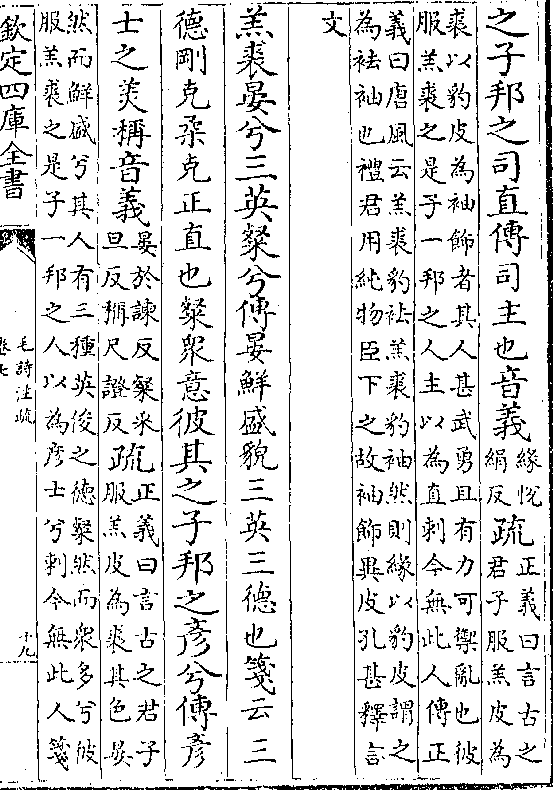 之子邦之司直傳司主也音義緣悅絹反疏正義曰言古之君子服羔皮為
裘以豹皮為袖飾者其人甚武勇且有力可禦亂也彼
服羔裘之是子一邦之人主以為直刺今無此人傳正
義曰唐風云羔裘豹袪羔裘豹袖然則緣以豹皮謂之
為袪袖也禮君用純物臣下之故袖飾異皮孔甚釋言
文
羔裘晏兮三英粲兮傳晏鮮盛貌三英三德也箋云三
德剛克柔克正直也粲衆意彼其之子邦之彥兮傳彥
士之美稱音義晏於諫反粲采旦反稱尺證反疏正義曰言古之君子服羔皮為裘其色晏
然而鮮盛兮其人有三種英俊之德粲然而衆多兮彼
服羔裘之是子一邦之人以為彥士兮刺今無此人箋
欽定四庫全書
毛詩注疏
卷七
十九